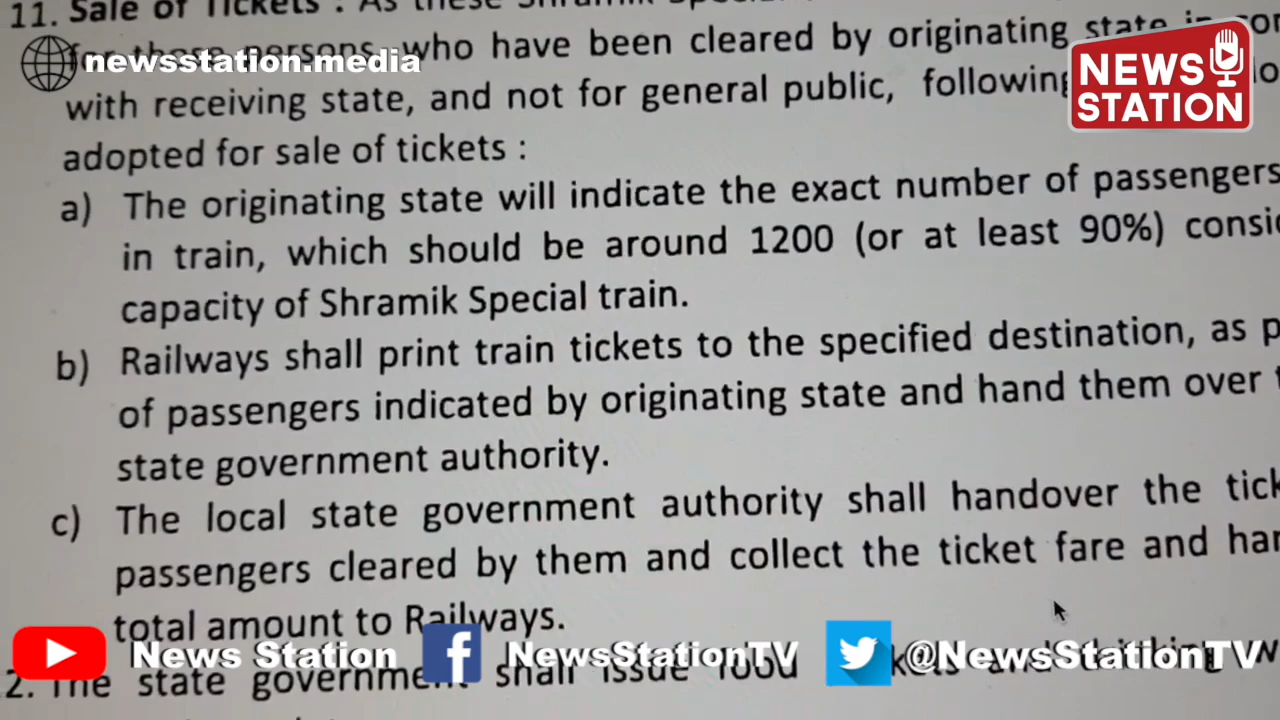 11. Sale of Tickets : As these Shramik Special
for those persons who have been cleared by originating state in con
with receiving state, and not for general public, following
adopted for sale of tickets :
a) The originating state will indicate the exact number of passengers
in train, which should be around 1200 (or at least 90%) consid
capacity of Shramik Special train.
b) Railways shall print train tickets to the specified destination, as p
of passengers indicated by originating state and hand them over t
state government authority.
c) The local state government authority shall handover the tick
passengers cleared by them and collect the ticket fare and han
total amount to Railways.
2. The state government shall issue food
newsstation.media
NEWS
STATION
News Station
NewsStationTV
@NewsStationTV